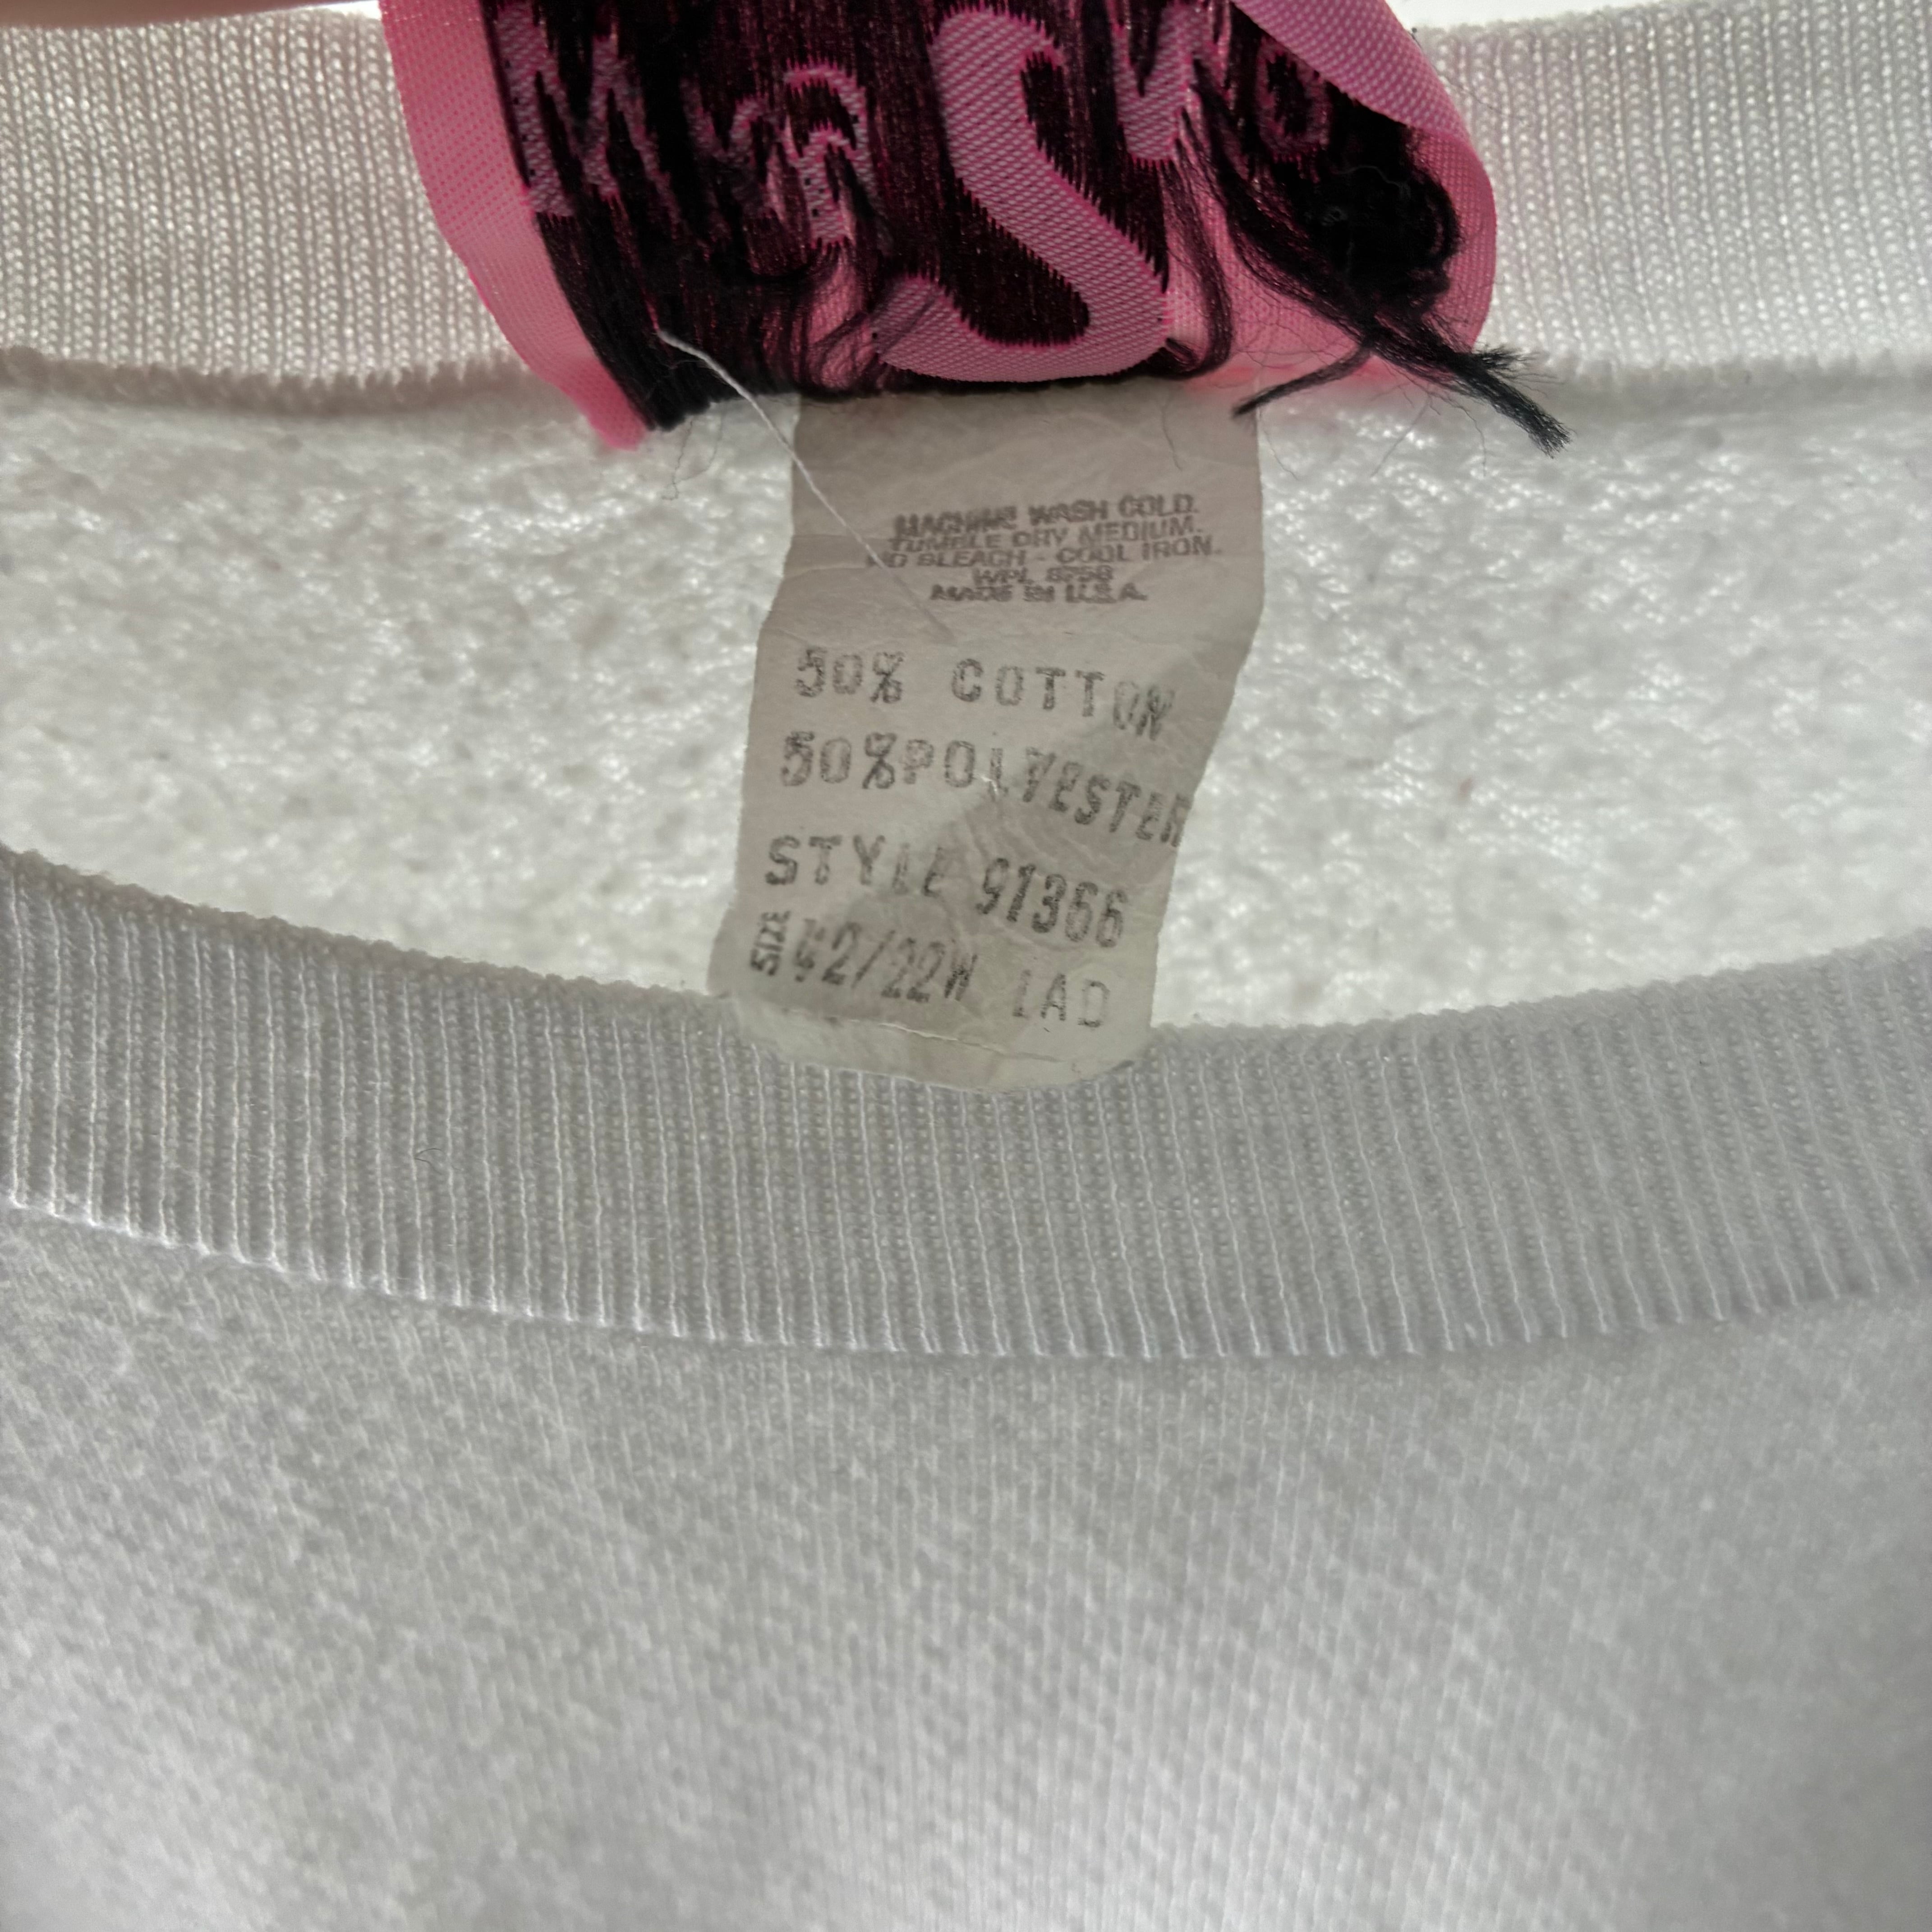 MACHINE WASH COLD.
TUMBLE DRY MEDIUM.
NO BLEACH - COOL IRON.
WPL
MADE IN U.S.A.
50% COTTON
50%POLYESTER
STYLE 91366
SIZE 42/22W LAD